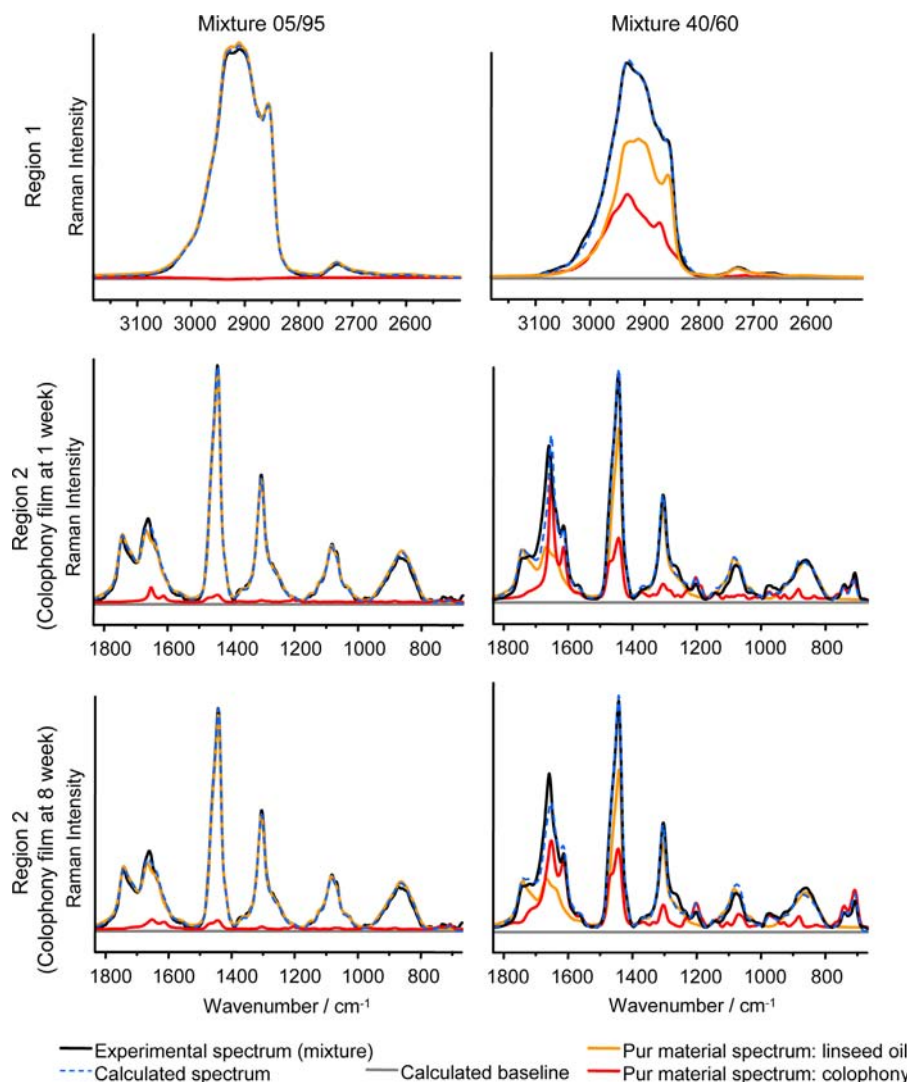 Mixture 05/95
Mixture 40/60
Region 1
Raman Intensity
3100 3000 2900 2800 2700 2600
3100 3000 2900 2800 2700 2600
Region 2
(Colophony film at 1 week)
Raman Intensity
1800 1600 1400 1200 1000 800
1800 1600 1400 1200 1000 800
Region 2
(Colophony film at 8 week)
Raman Intensity
1800 1600 1400 1200 1000 800
1800 1600 1400 1200 1000 800
Wavenumber / cm⁻¹
Wavenumber / cm⁻¹
Experimental spectrum (mixture)
Pur material spectrum: linseed oil
Calculated spectrum
Calculated baseline
Pur material spectrum: colophony